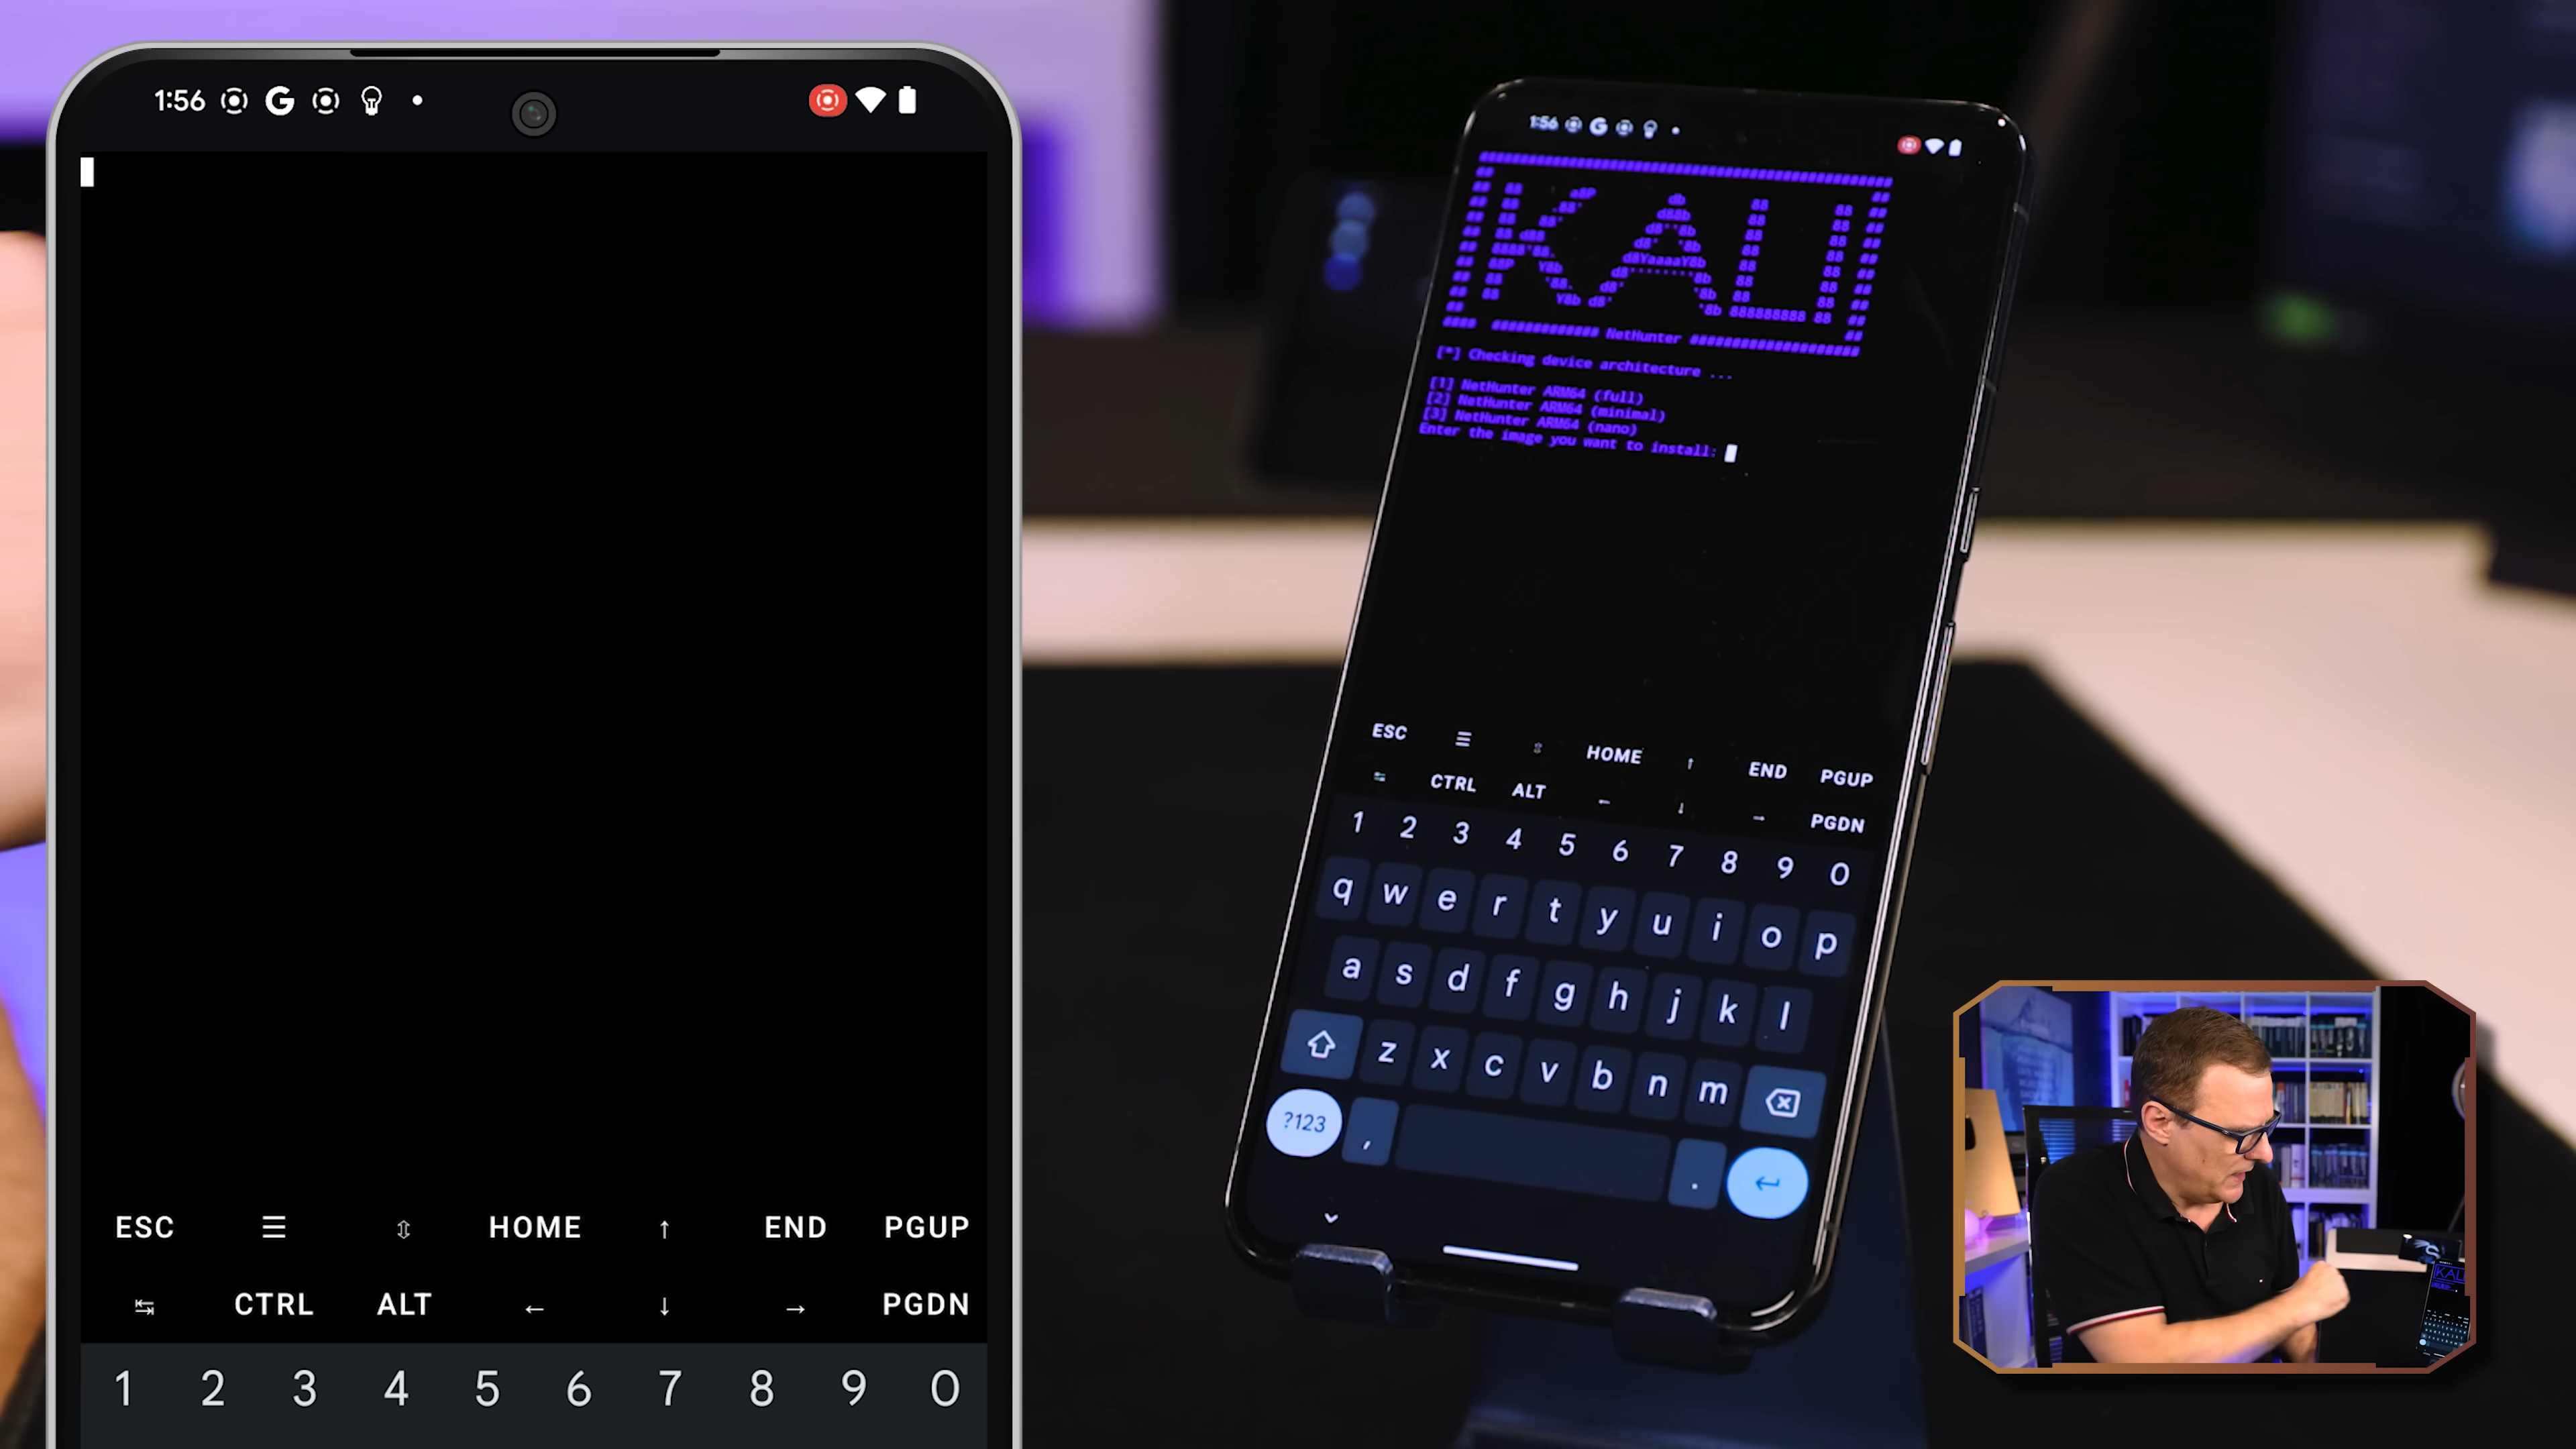 1:56
ESC HOME ↑ END PGUP
CTRL ALT ← ↓ → PGDN
1 2 3 4 5 6 7 8 9 0
1:56
KALI
NetHunter
[*] Checking device architecture ...
[1] NetHunter ARM64 (full)
[2] NetHunter ARM64 (minimal)
[3] NetHunter ARM64 (nano)
Enter the image you want to install:
ESC HOME ↑ END PGUP
CTRL ALT ← ↓ → PGDN
1 2 3 4 5 6 7 8 9 0
q w e r t y u i o p
a s d f g h j k l
z x c v b n m
?123 , .
KALI